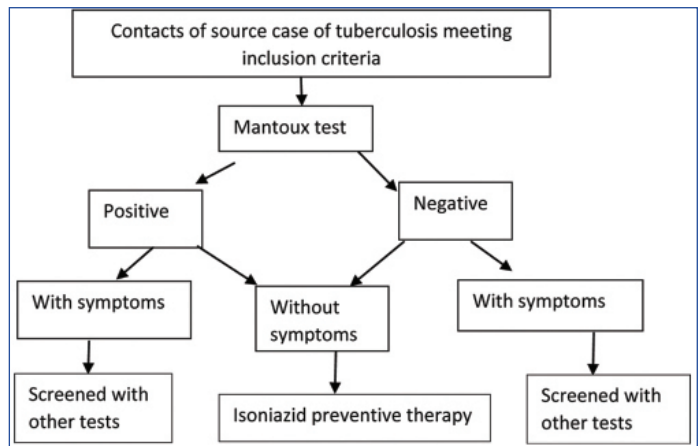 Contacts of source case of tuberculosis meeting
inclusion criteria
Mantoux test
Positive
Negative
With symptoms
Without
symptoms
With symptoms
Screened with
other tests
Isoniazid preventive therapy
Screened with
other tests